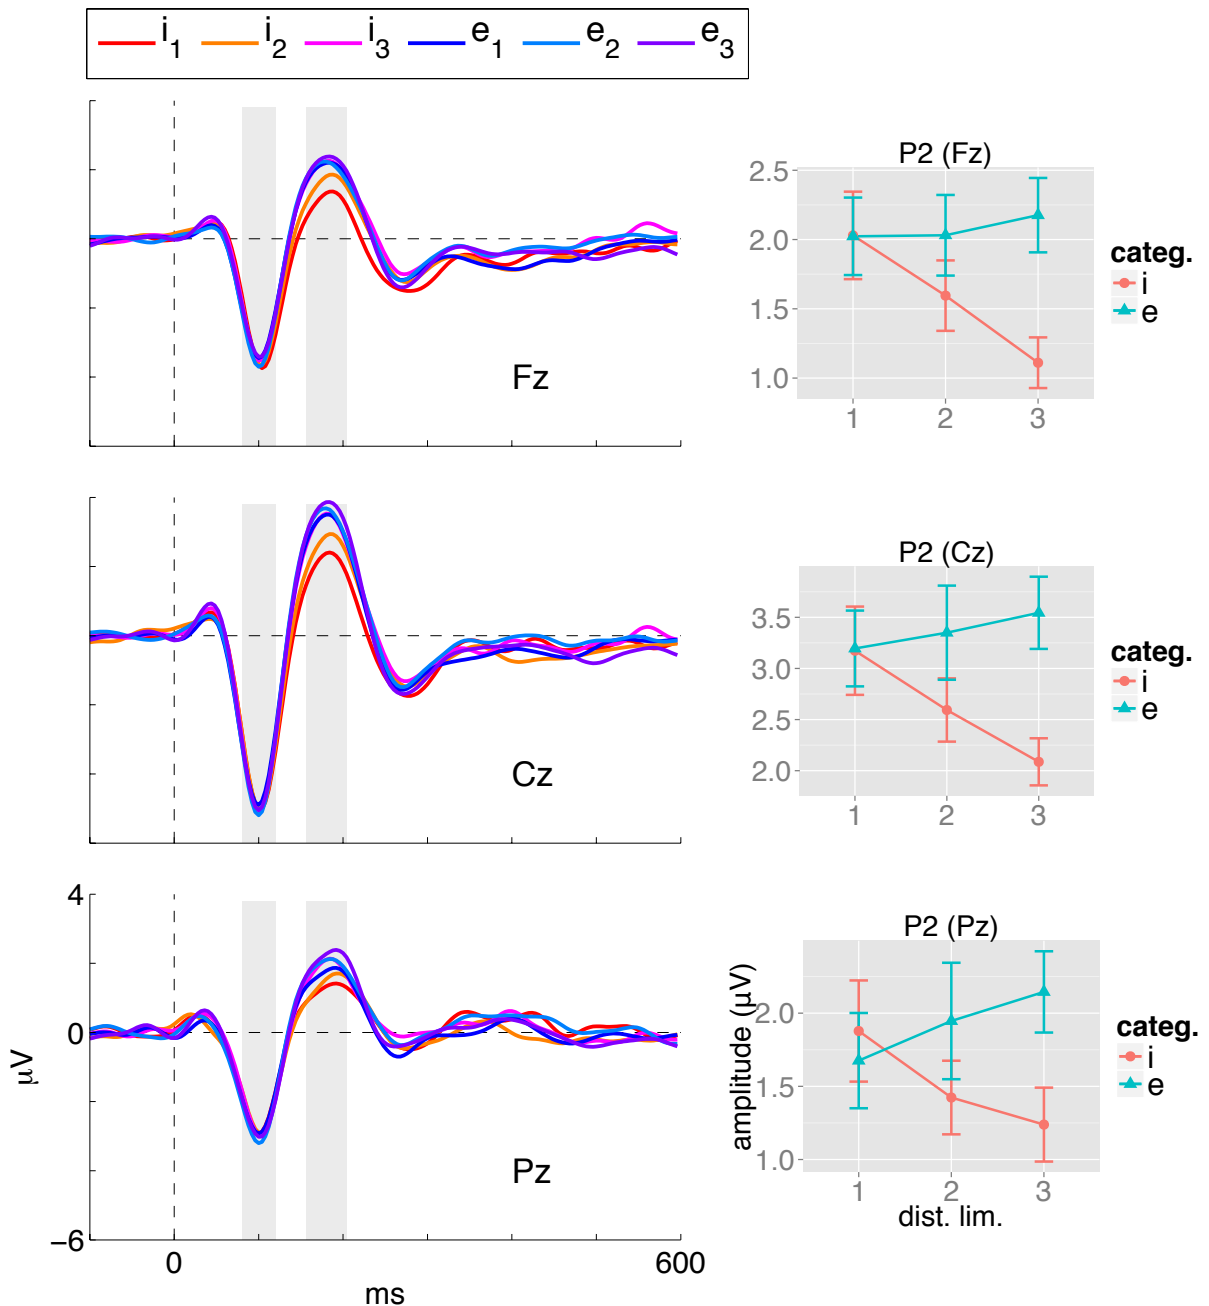 i1 i2 i3 e1 e2 e3
Fz
P2 (Fz)
2.5
2.0
1.5
1.0
1 2 3
categ.
i
e
Cz
P2 (Cz)
3.5
3.0
2.5
2.0
1 2 3
categ.
i
e
4
0
−6
μV
Pz
0 600
ms
P2 (Pz)
amplitude (μV)
2.0
1.5
1.0
1 2 3
dist. lim.
categ.
i
e